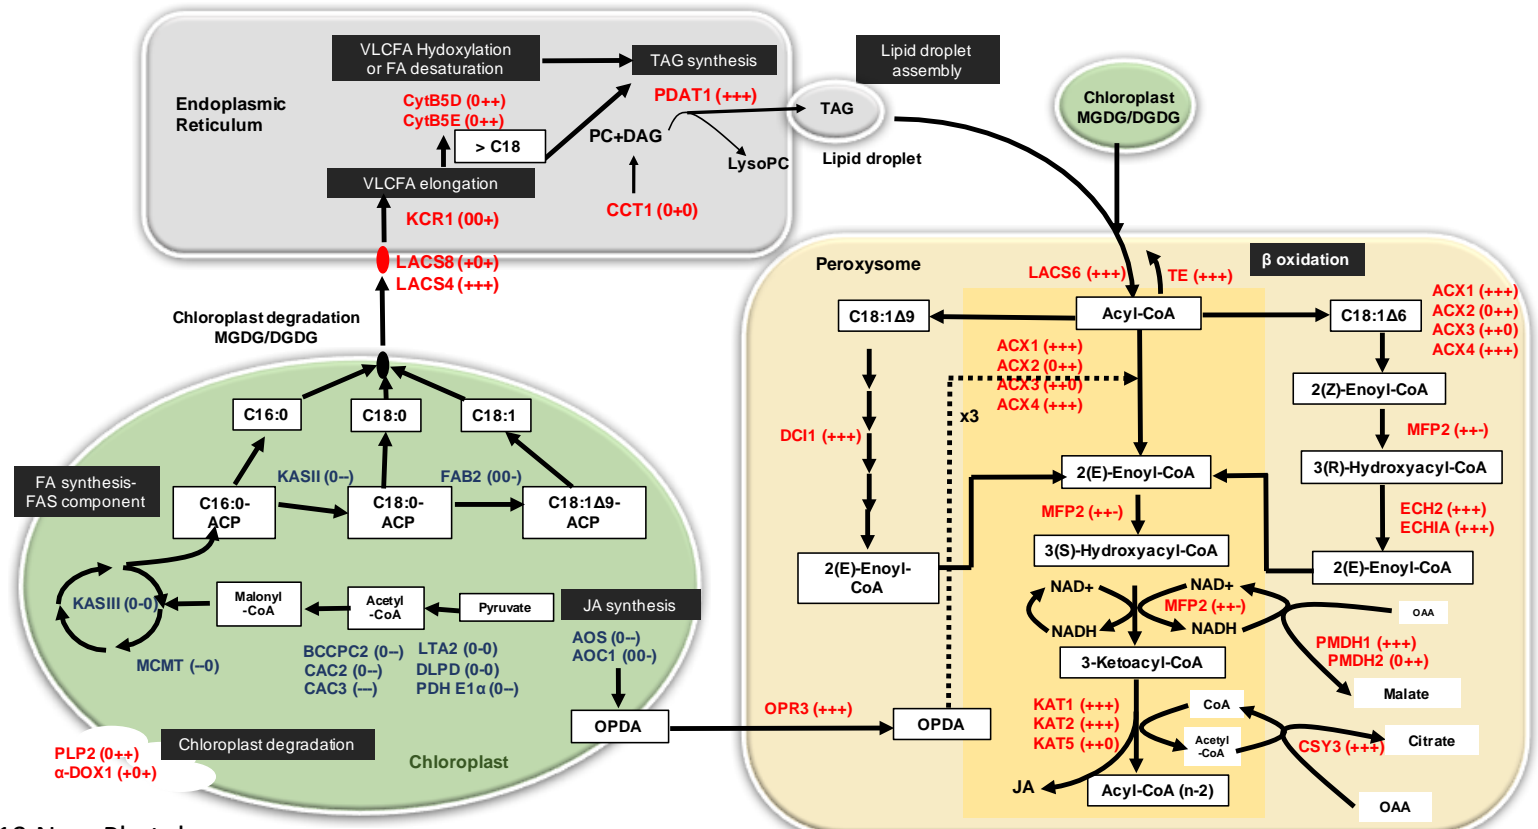 VLCFA Hydoxylation
or FA desaturation
TAG synthesis
Lipid droplet
assembly
Endoplasmic
Reticulum
CytB5D (0++)
CytB5E (0++)
PDAT1 (+++)
TAG
Chloroplast
MGDG/DGDG
> C18
PC+DAG
LysoPC
Lipid droplet
VLCFA elongation
KCR1 (00+)
CCT1 (0+0)
LACS8 (+0+)
LACS4 (+++)
Chloroplast degradation
MGDG/DGDG
Peroxysome
β oxidation
LACS6 (+++)
TE (+++)
C18:1Δ9
Acyl-CoA
C18:1Δ6
ACX1 (+++)
ACX2 (0++)
ACX3 (++0)
ACX4 (+++)
ACX1 (+++)
ACX2 (0++)
ACX3 (++0)
ACX4 (+++)
x3
2(Z)-Enoyl-CoA
DCI1 (+++)
MFP2 (++-)
3(R)-Hydroxyacyl-CoA
2(E)-Enoyl-CoA
MFP2 (++-)
ECH2 (+++)
ECHIA (+++)
3(S)-Hydroxyacyl-CoA
2(E)-Enoyl-
CoA
2(E)-Enoyl-CoA
NAD+
NADH
NAD+
MFP2 (++-)
NADH
OAA
PMDH1 (+++)
PMDH2 (0++)
Malate
3-Ketoacyl-CoA
KAT1 (+++)
KAT2 (+++)
KAT5 (++0)
CoA
Acetyl
-CoA
CSY3 (+++)
Citrate
OAA
JA
Acyl-CoA (n-2)
C16:0
C18:0
C18:1
FA synthesis-
FAS component
KASII (0--)
FAB2 (00-)
C16:0-
ACP
C18:0-
ACP
C18:1Δ9-
ACP
KASIII (0-0)
Malonyl
-CoA
Acetyl
-CoA
Pyruvate
JA synthesis
MCMT (--0)
BCCPC2 (0--)
CAC2 (0--)
CAC3 (---)
LTA2 (0-0)
DLPD (0-0)
PDH E1α (0--)
AOS (0--)
AOC1 (00-)
OPDA
OPR3 (+++)
OPDA
PLP2 (0++)
α-DOX1 (+0+)
Chloroplast degradation
Chloroplast